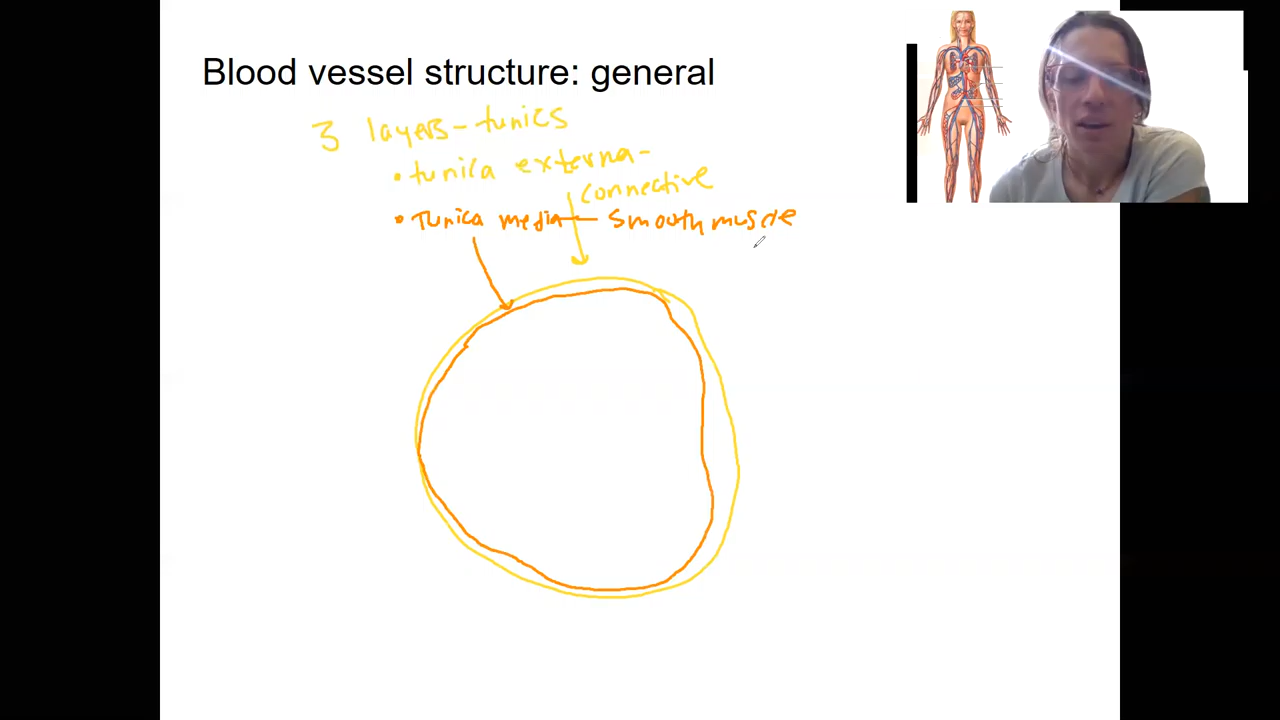 Blood vessel structure: general
3 layers - tunics
• tunica externa -
connective
• Tunica media - Smooth muscle